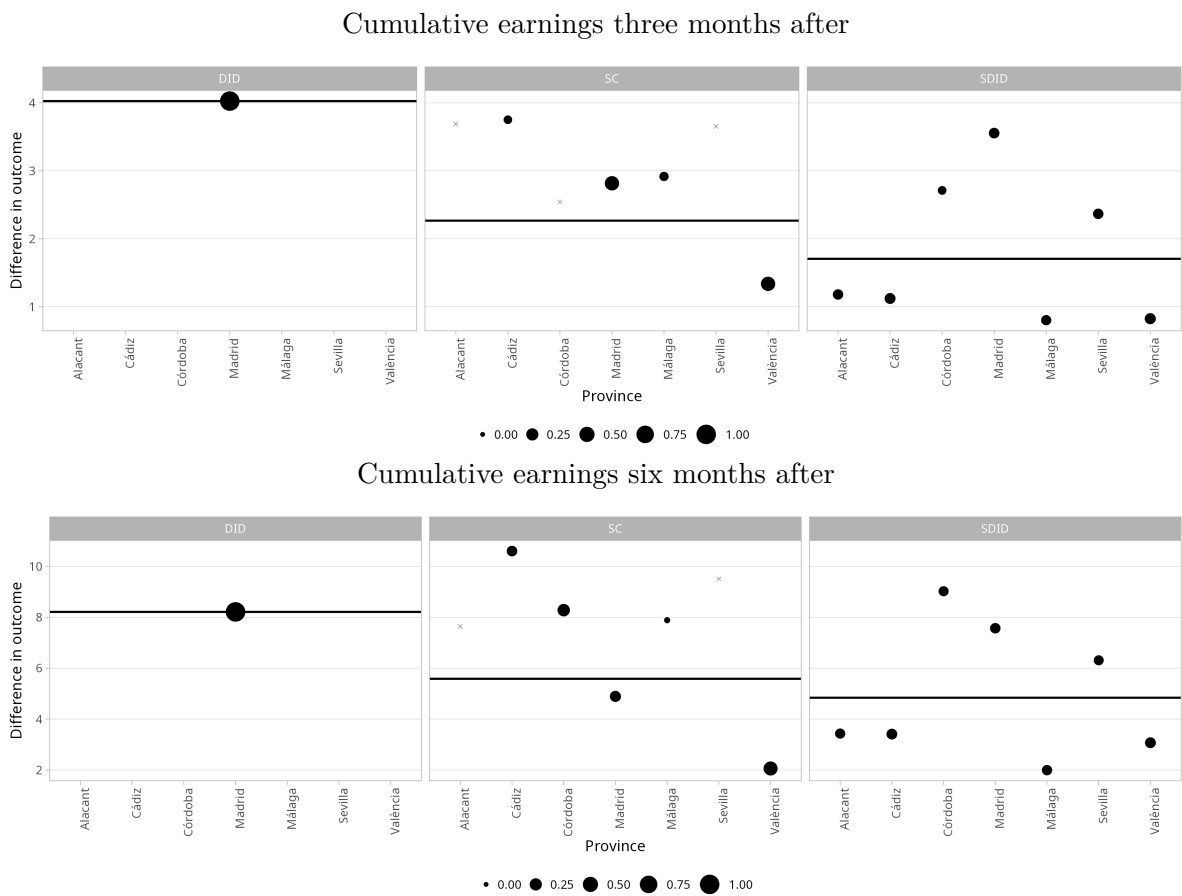 Cumulative earnings three months after
DID SC SDID
Difference in outcome
4
3
2
1
Alacant Cádiz Córdoba Madrid Málaga Sevilla València Alacant Cádiz Córdoba Madrid Málaga Sevilla València Alacant Cádiz Córdoba Madrid Málaga Sevilla València
Province
0.00 0.25 0.50 0.75 1.00
Cumulative earnings six months after
DID SC SDID
Difference in outcome
10
8
6
4
2
Alacant Cádiz Córdoba Madrid Málaga Sevilla València Alacant Cádiz Córdoba Madrid Málaga Sevilla València Alacant Cádiz Córdoba Madrid Málaga Sevilla València
Province
0.00 0.25 0.50 0.75 1.00